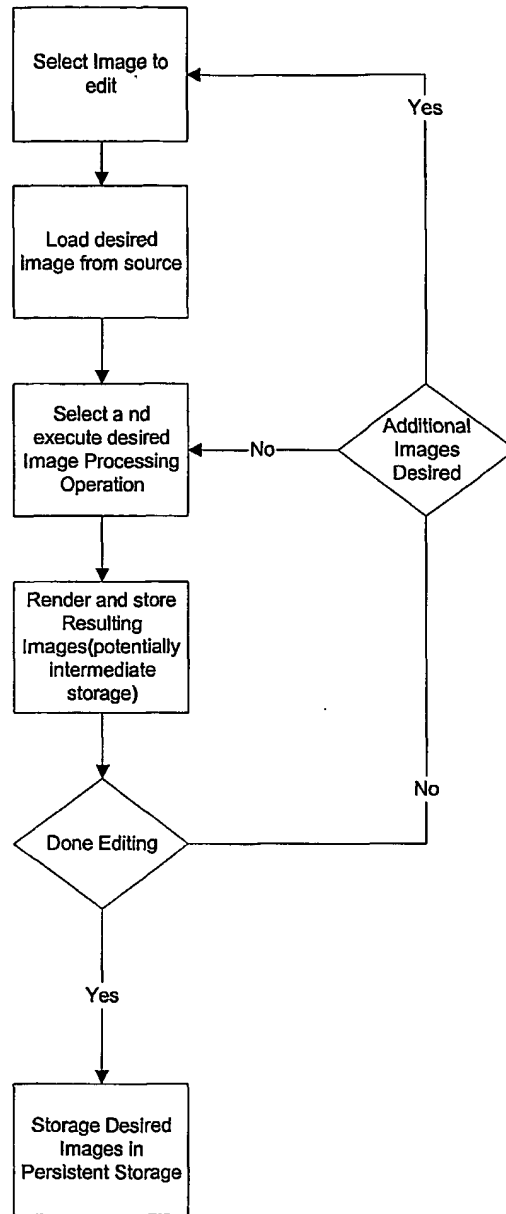 Select Image to
edit
Yes
Load desired
Image from source
Select a nd
execute desired
Image Processing
Operation
No
Additional
Images
Desired
Render and store
Resulting
Images(potentially
intermediate
storage)
No
Done Editing
Yes
Storage Desired
Images in
Persistent Storage